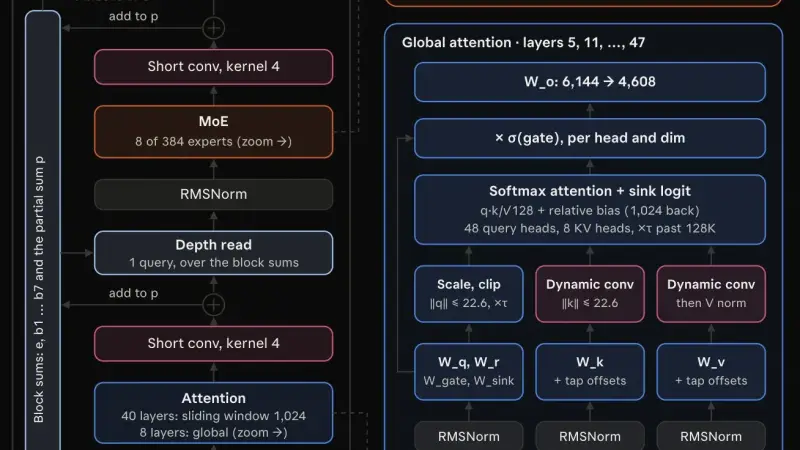 add to p
Short conv, kernel 4
MoE
8 of 384 experts (zoom →)
RMSNorm
Depth read
1 query, over the block sums
add to p
Short conv, kernel 4
Attention
40 layers: sliding window 1,024
8 layers: global (zoom →)
Block sums: e, b1 … b7 and the partial sum p
Global attention · layers 5, 11, …, 47
W_o: 6,144 → 4,608
× σ(gate), per head and dim
Softmax attention + sink logit
q·k/√128 + relative bias (1,024 back)
48 query heads, 8 KV heads, ×τ past 128K
Scale, clip
‖q‖ ≤ 22.6, ×τ
Dynamic conv
‖k‖ ≤ 22.6
Dynamic conv
then V norm
W_q, W_r
W_gate, W_sink
W_k
+ tap offsets
W_v
+ tap offsets
RMSNorm
RMSNorm
RMSNorm